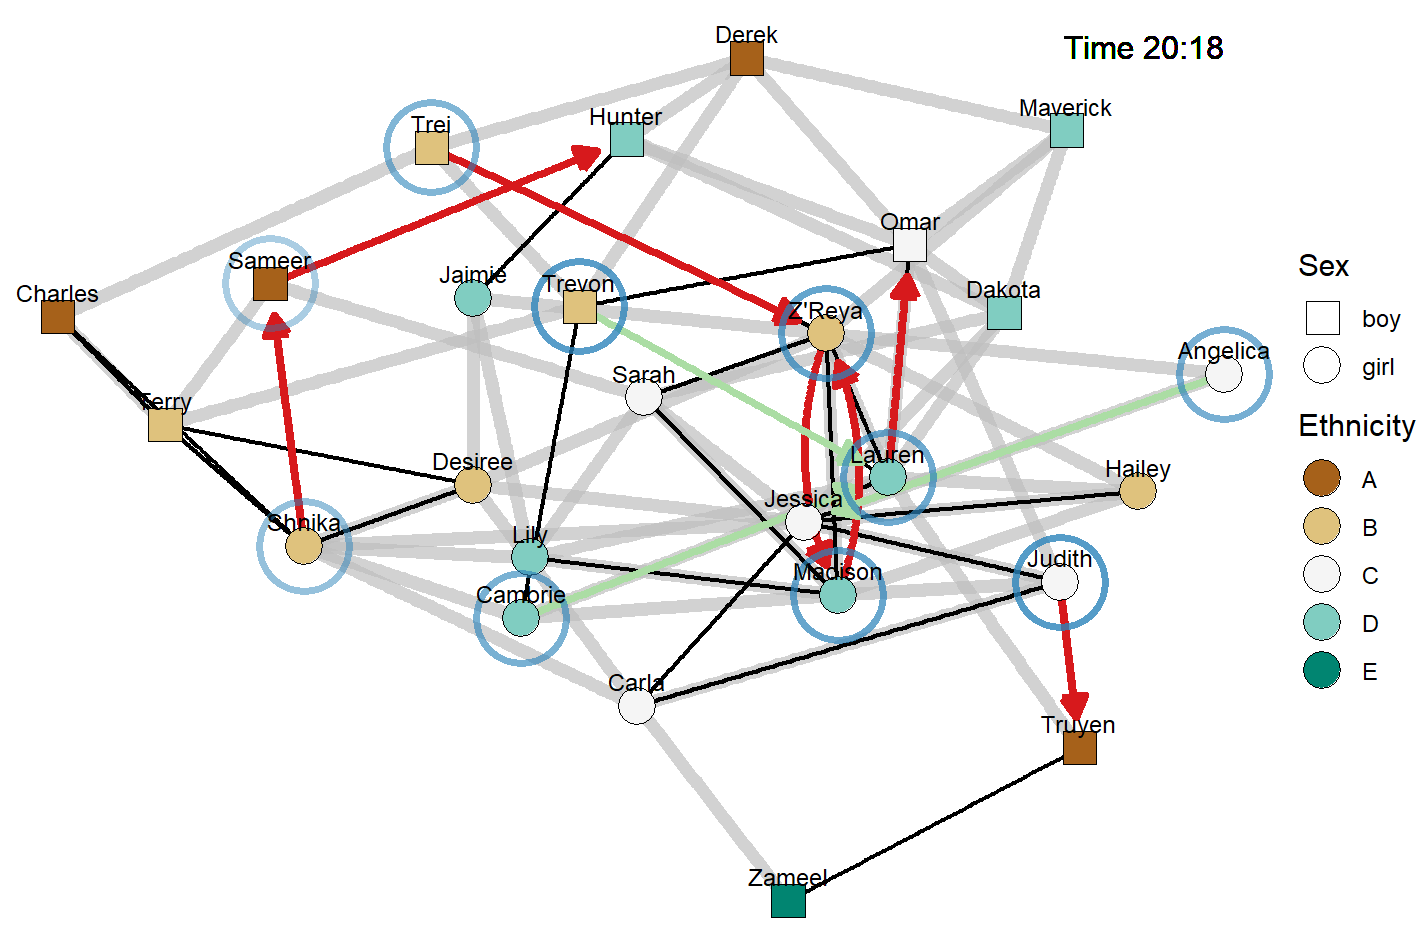 Derek
Time 20:18
Maverick
Hunter
Trei
Omar
Sameer
Jaimie
Trevon
Dakota
Charles
Z'Reya
Angelica
Sarah
Terry
Lauren
Desiree
Hailey
Jessica
Shnika
Lily
Judith
Madison
Cambrie
Carla
Truyen
Zameel
Sex
boy
girl
Ethnicity
A
B
C
D
E